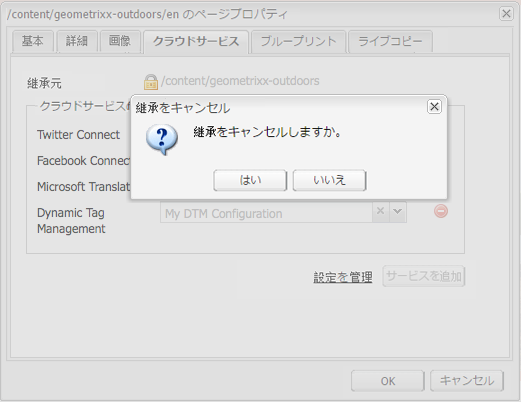 /content/geometrixx-outdoors/en のページプロパティ
基本 詳細 画像 クラウドサービス ブループリント ライブコピー
継承元 /content/geometrixx-outdoors
クラウドサービス
継承をキャンセル
継承をキャンセルしますか。
はい いいえ
Twitter Connect
Facebook Connec
Microsoft Translat
Dynamic Tag
Management
My DTM Configuration
設定を管理 サービスを追加
OK キャンセル